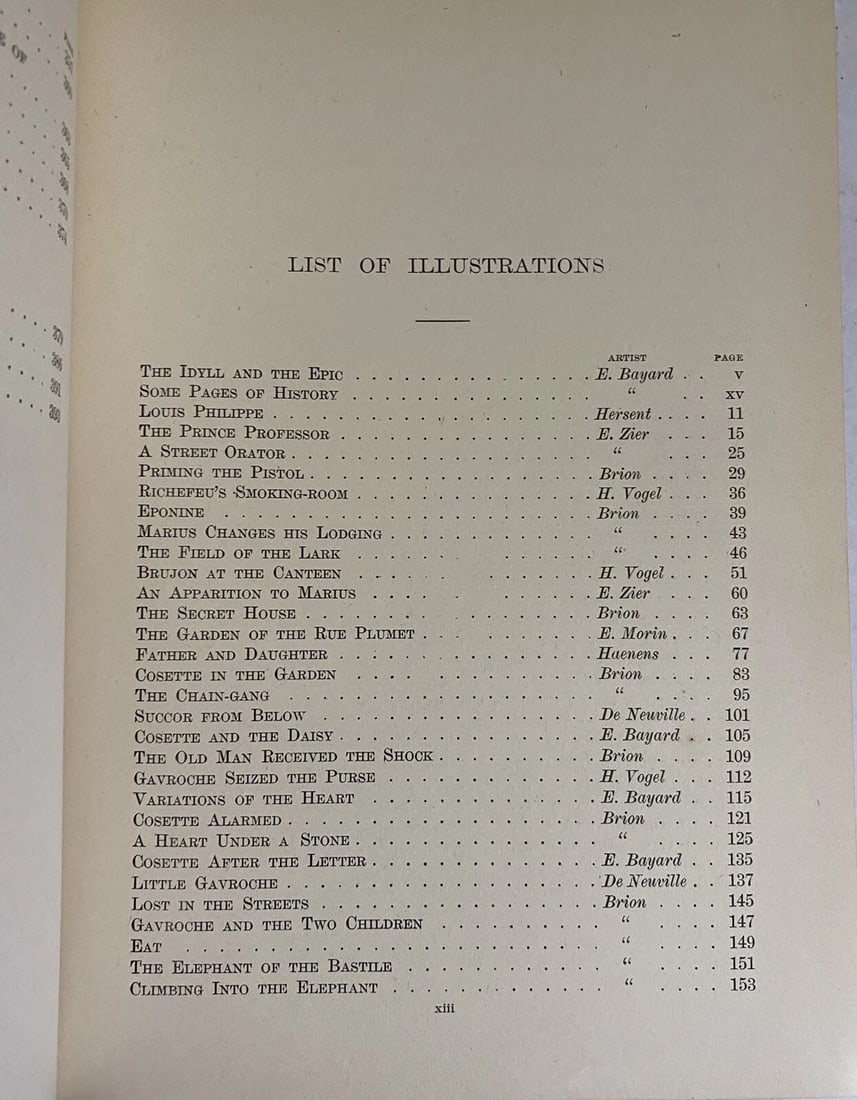 LIST OF ILLUSTRATIONS
ARTIST PAGE
THE IDYLL AND THE EPIC . . . . . . . . . . . . E. Bayard . . v
SOME PAGES OF HISTORY . . . . . . . . . . . . “ . . xv
LOUIS PHILIPPE . . . . . . . . . . . . . . . . Hersent . . . . 11
THE PRINCE PROFESSOR . . . . . . . . . . . . . E. Zier . . . 15
A STREET ORATOR . . . . . . . . . . . . . . . “ . . . 25
PRIMING THE PISTOL . . . . . . . . . . . . . . Brion . . . . 29
RICHEFEU'S SMOKING-ROOM . . . . . . . . . . . . H. Vogel . . . 36
EPONINE . . . . . . . . . . . . . . . . . . Brion . . . . 39
MARIUS CHANGES HIS LODGING . . . . . . . . . . . “ . . . . 43
THE FIELD OF THE LARK . . . . . . . . . . . “ . . . . 46
BRUJON AT THE CANTEEN . . . . . . . . . . . H. Vogel . . . 51
AN APPARITION TO MARIUS . . . . . . . . . . E. Zier . . . 60
THE SECRET HOUSE . . . . . . . . . . . . . . Brion . . . . 63
THE GARDEN OF THE RUE PLUMET . . . . . . . . E. Morin . . . 67
FATHER AND DAUGHTER . . . . . . . . . . . . . Haenens . . . 77
COSETTE IN THE GARDEN . . . . . . . . . . . Brion . . . . 83
THE CHAIN-GANG . . . . . . . . . . . . . . . “ . . . . 95
SUCCOR FROM BELOW . . . . . . . . . . . . . . De Neuville . . 101
COSETTE AND THE DAISY . . . . . . . . . . . . . E. Bayard . . 105
THE OLD MAN RECEIVED THE SHOCK . . . . . . . . Brion . . . . 109
GAVROCHE SEIZED THE PURSE . . . . . . . . . . . H. Vogel . . . 112
VARIATIONS OF THE HEART . . . . . . . . . . . E. Bayard . . 115
COSETTE ALARMED . . . . . . . . . . . . . . . Brion . . . . 121
A HEART UNDER A STONE . . . . . . . . . . . . “ . . . . 125
COSETTE AFTER THE LETTER . . . . . . . . . . . E. Bayard . . 135
LITTLE GAVROCHE . . . . . . . . . . . . . . . De Neuville . . 137
LOST IN THE STREETS . . . . . . . . . . . . . Brion . . . . 145
GAVROCHE AND THE TWO CHILDREN . . . . . . . . “ . . . . 147
EAT . . . . . . . . . . . . . . . . . . . . “ . . . . 149
THE ELEPHANT OF THE BASTILE . . . . . . . . . “ . . . . 151
CLIMBING INTO THE ELEPHANT . . . . . . . . . . “ . . . . 153
xiii